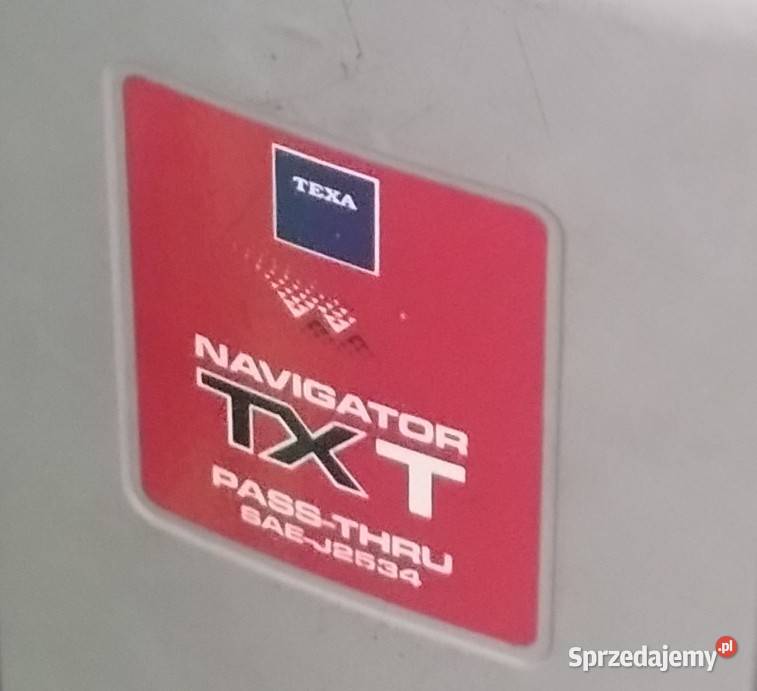 TEXA
NAVIGATOR
TXT
PASS-THRU
SAE-J2534
Sprzedajemy.pl